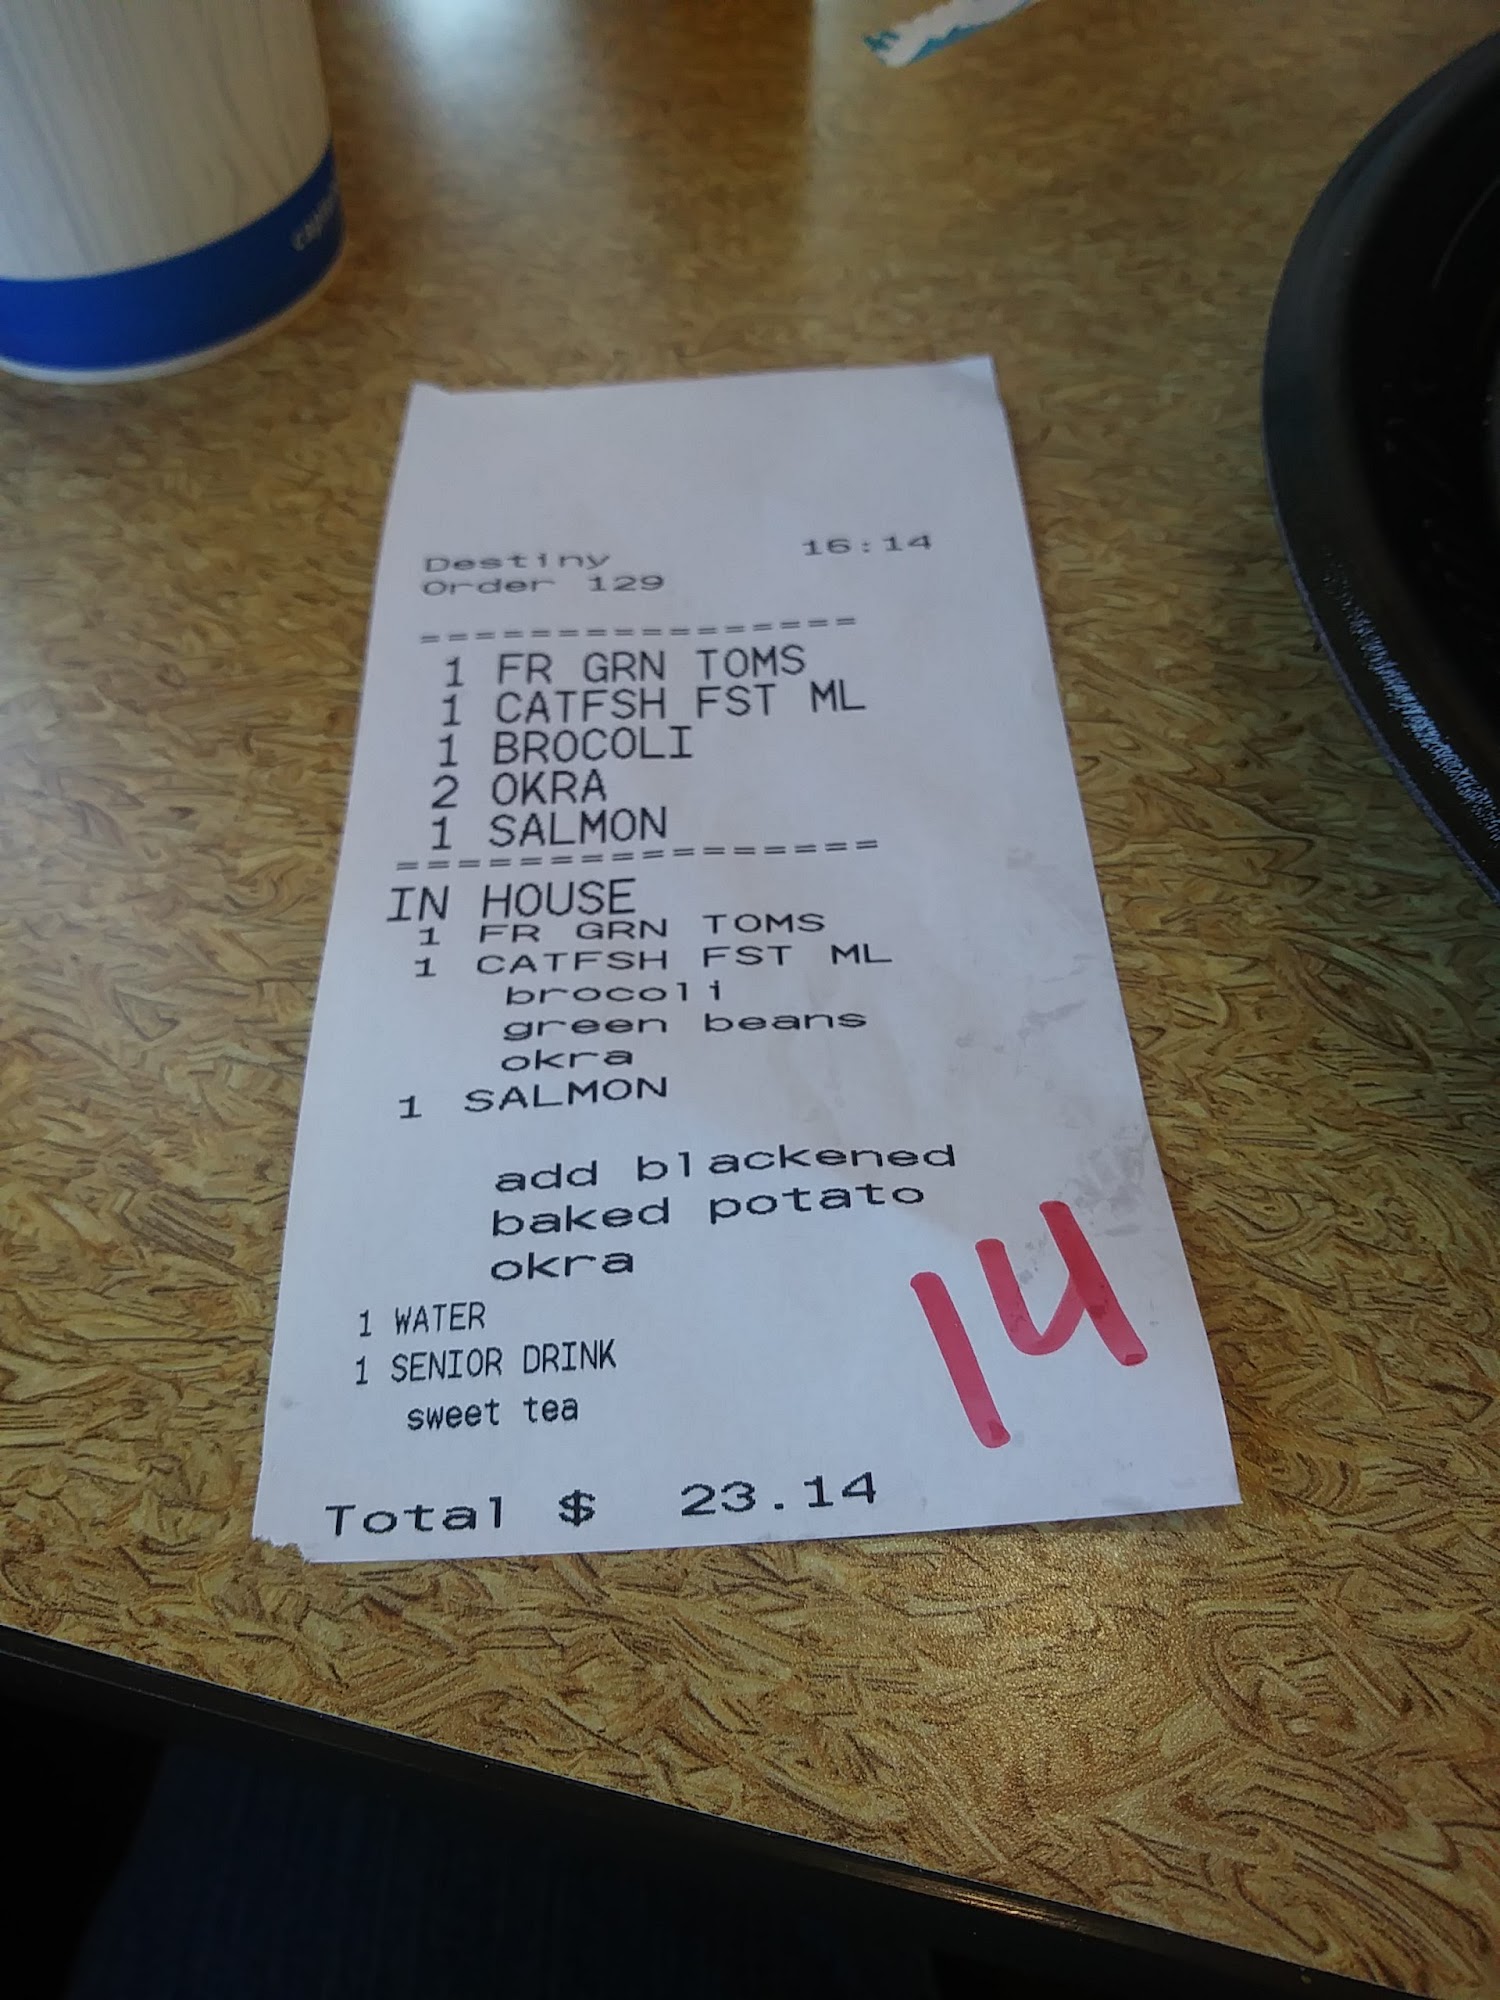 Destiny 16:14
Order 129
================
1 FR GRN TOMS
1 CATFSH FST ML
1 BROCOLI
2 OKRA
1 SALMON
================
IN HOUSE
1 FR GRN TOMS
1 CATFSH FST ML
brocoli
green beans
okra
1 SALMON
add blackened
baked potato
okra
1 WATER
1 SENIOR DRINK
sweet tea
14
Total $ 23.14